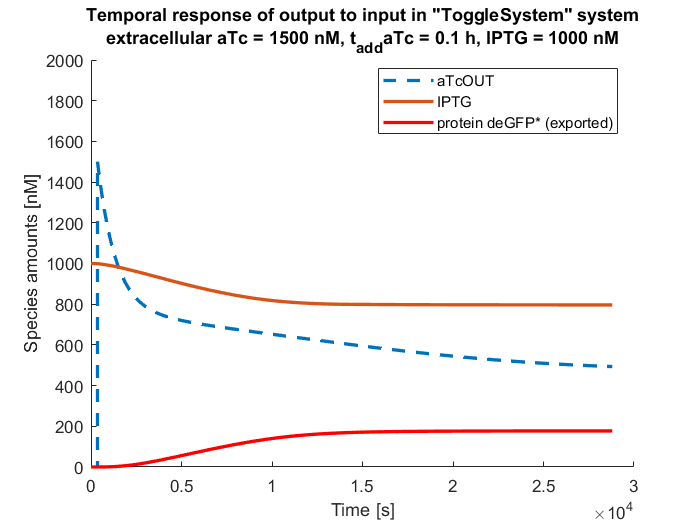 Temporal response of output to input in "ToggleSystem" system
extracellular aTc = 1500 nM, t_addaTc = 0.1 h, IPTG = 1000 nM
aTcOUT
IPTG
protein deGFP* (exported)
Species amounts [nM]
2000
1800
1600
1400
1200
1000
800
600
400
200
0
0 0.5 1 1.5 2 2.5 3
Time [s]
×10^4